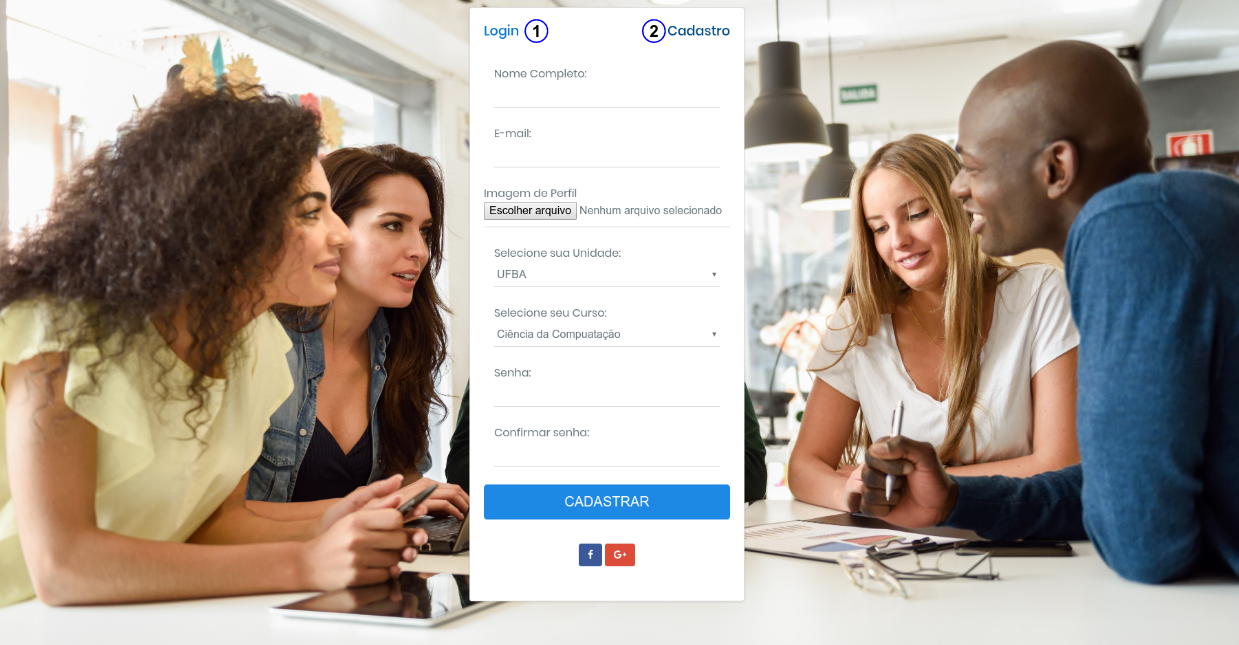 Login 1 2 Cadastro
Nome Completo:
E-mail:
Imagem de Perfil
Escolher arquivo Nenhum arquivo selecionado
Selecione sua Unidade:
UFBA
Selecione seu Curso:
Ciência da Compuatação
Senha:
Confirmar senha:
CADASTRAR
f G+
SALIDA